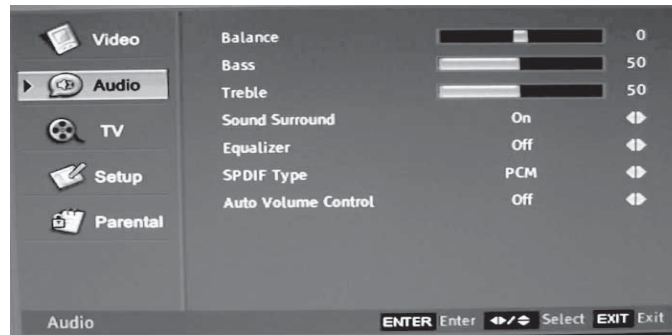 Video
Audio
TV
Setup
Parental
Balance 0
Bass 50
Treble 50
Sound Surround On
Equalizer Off
SPDIF Type PCM
Auto Volume Control Off
Audio ENTER Enter Select EXIT Exit